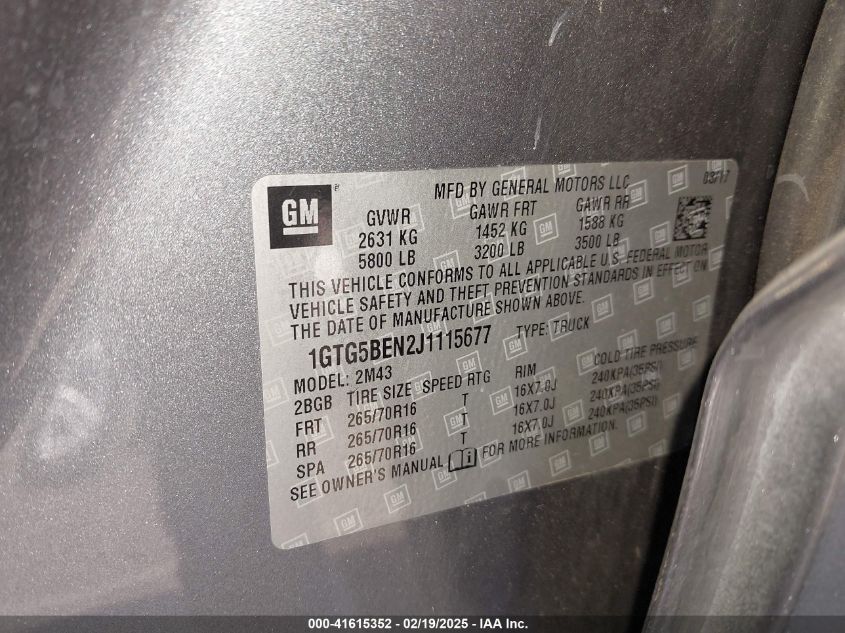 GM
MFD BY GENERAL MOTORS LLC 03/17
GVWR GAWR FRT GAWR RR
2631 KG 1452 KG 1588 KG
5800 LB 3200 LB 3500 LB
THIS VEHICLE CONFORMS TO ALL APPLICABLE U.S. FEDERAL MOTOR
VEHICLE SAFETY AND THEFT PREVENTION STANDARDS IN EFFECT ON
THE DATE OF MANUFACTURE SHOWN ABOVE.
1GTG5BEN2J1115677 TYPE: TRUCK
MODEL: 2M43
2BGB TIRE SIZE SPEED RTG RIM COLD TIRE PRESSURE
FRT 265/70R16 T 16X7.0J 240KPA(35PSI)
RR 265/70R16 T 16X7.0J 240KPA(35PSI)
SPA 265/70R16 T 16X7.0J 240KPA(35PSI)
SEE OWNER'S MANUAL FOR MORE INFORMATION.
000-41615352 - 02/19/2025 - IAAI Inc.